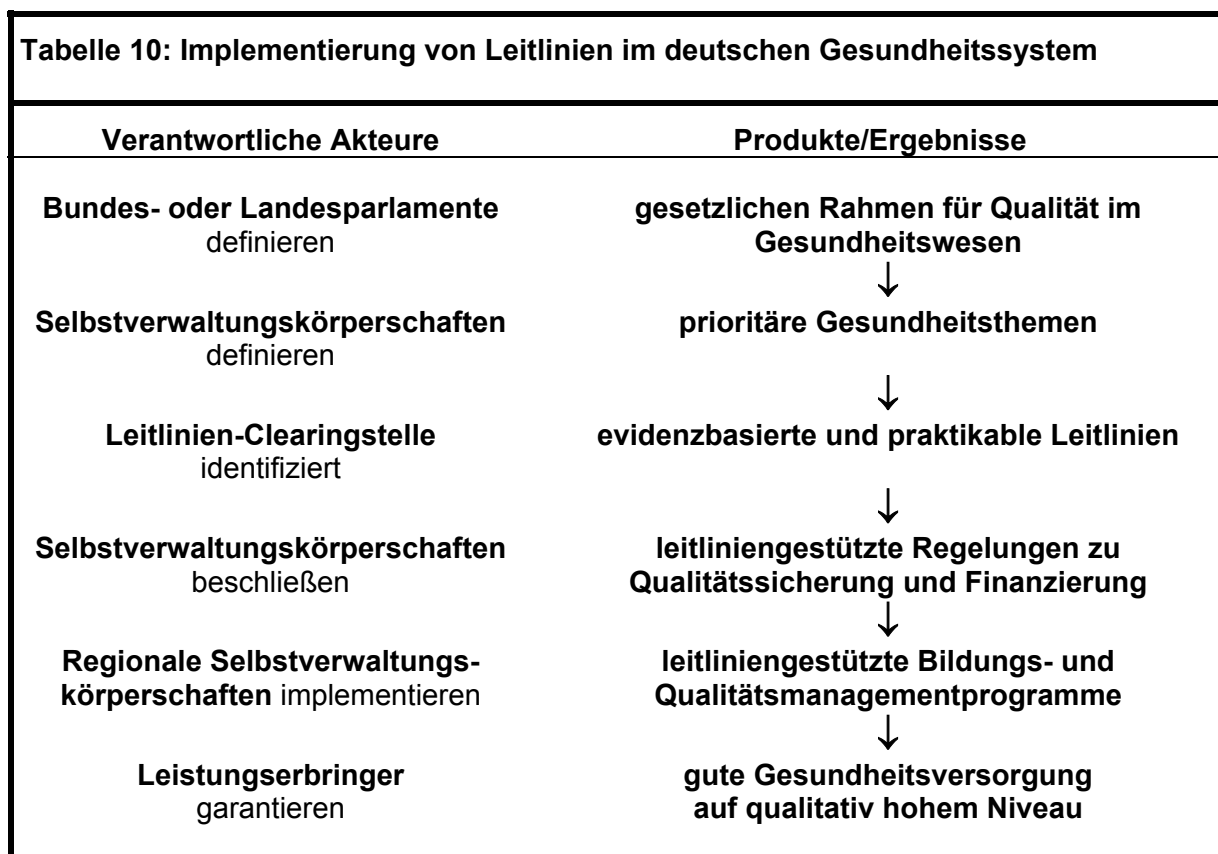 Tabelle 10: Implementierung von Leitlinien im deutschen Gesundheitssystem
Verantwortliche Akteure
Produkte/Ergebnisse
Bundes- oder Landesparlamente
definieren
gesetzlichen Rahmen für Qualität im
Gesundheitswesen
↓
Selbstverwaltungskörperschaften
definieren
prioritäre Gesundheitsthemen
↓
Leitlinien-Clearingstelle
identifiziert
evidenzbasierte und praktikable Leitlinien
↓
Selbstverwaltungskörperschaften
beschließen
leitliniengestützte Regelungen zu
Qualitätssicherung und Finanzierung
↓
Regionale Selbstverwaltungs-
körperschaften implementieren
leitliniengestützte Bildungs- und
Qualitätsmanagementprogramme
↓
Leistungserbringer
garantieren
gute Gesundheitsversorgung
auf qualitativ hohem Niveau